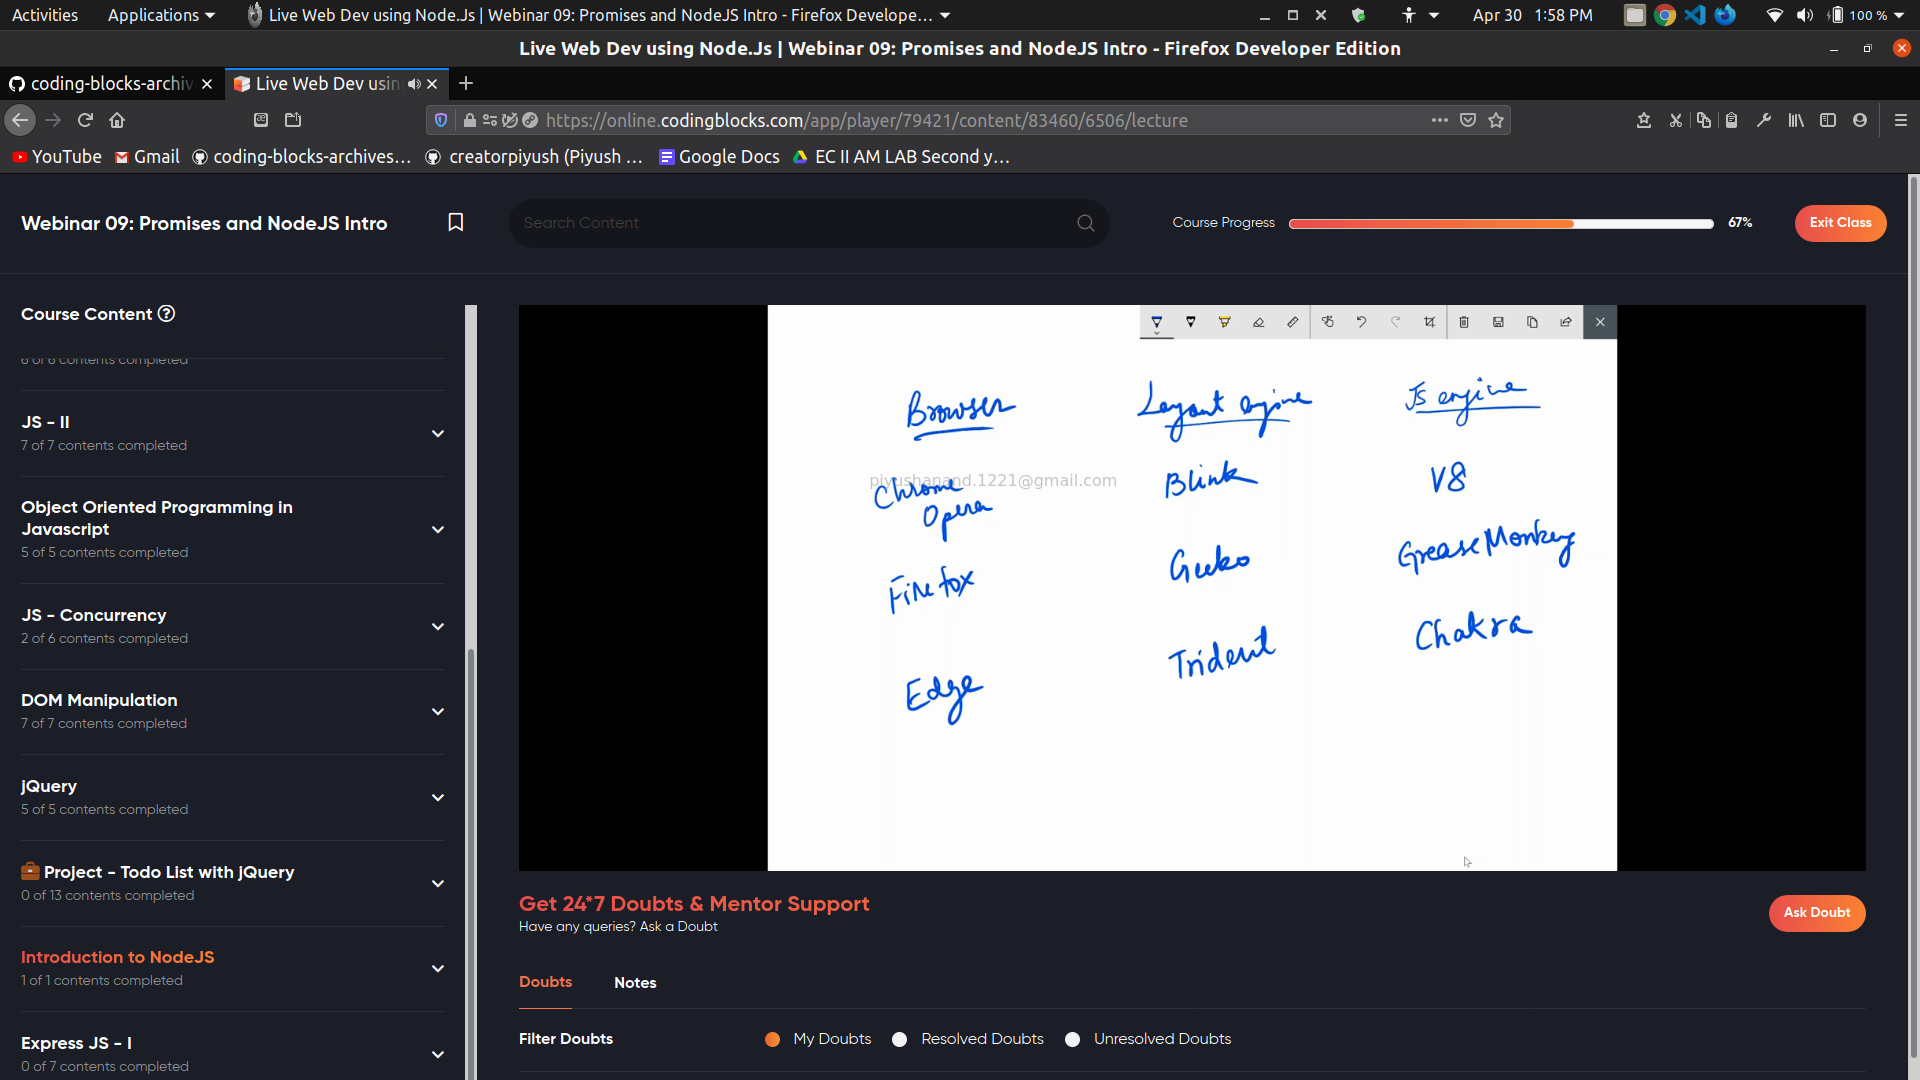 Activities Applications Live Web Dev using Node.Js | Webinar 09: Promises and NodeJS Intro - Firefox Develope... Apr 30 1:58 PM 100 %
Live Web Dev using Node.Js | Webinar 09: Promises and NodeJS Intro - Firefox Developer Edition
coding-blocks-archiv Live Web Dev usin
https://online.codingblocks.com/app/player/79421/content/83460/6506/lecture
YouTube Gmail coding-blocks-archives... creatorpiyush (Piyush ... Google Docs EC II AM LAB Second y...
Webinar 09: Promises and NodeJS Intro Search Content Course Progress 67% Exit Class
Course Content
6 of 6 contents completed
JS - II
7 of 7 contents completed
Object Oriented Programming in
Javascript
5 of 5 contents completed
JS - Concurrency
2 of 6 contents completed
DOM Manipulation
7 of 7 contents completed
jQuery
5 of 5 contents completed
Project - Todo List with jQuery
0 of 13 contents completed
Introduction to NodeJS
1 of 1 contents completed
Express JS - I
0 of 7 contents completed
Browser Layout engine Js engine
piyushanand.1221@gmail.com
Chrome Blink V8
Opera
Firefox Geeko GreaseMonkey
Edge Trident Chakra
Get 24*7 Doubts & Mentor Support
Have any queries? Ask a Doubt
Ask Doubt
Doubts Notes
Filter Doubts My Doubts Resolved Doubts Unresolved Doubts